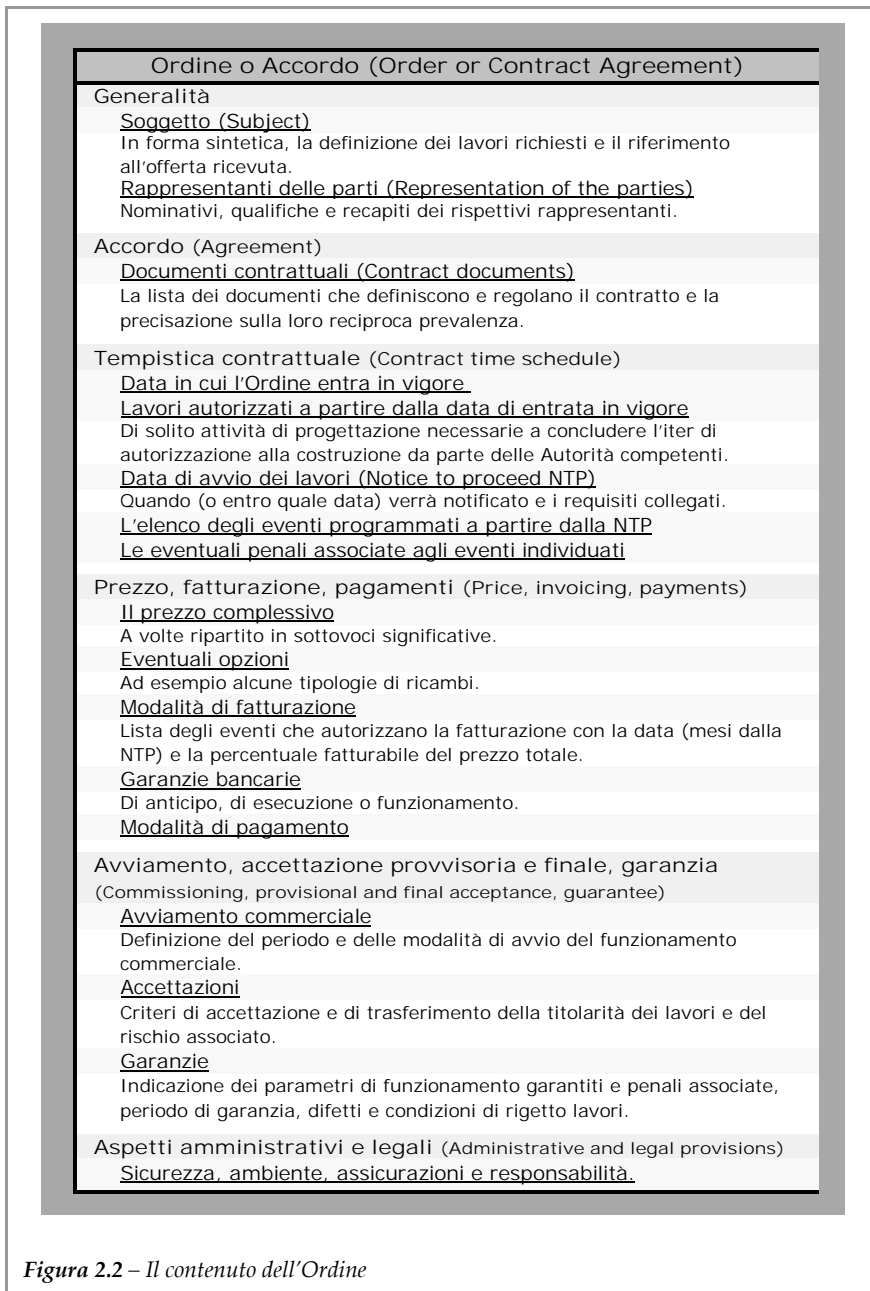 Ordine o Accordo (Order or Contract Agreement)
Generalità
Soggetto (Subject)
In forma sintetica, la definizione dei lavori richiesti e il riferimento
all'offerta ricevuta.
Rappresentanti delle parti (Representation of the parties)
Nominativi, qualifiche e recapiti dei rispettivi rappresentanti.
Accordo (Agreement)
Documenti contrattuali (Contract documents)
La lista dei documenti che definiscono e regolano il contratto e la
precisazione sulla loro reciproca prevalenza.
Tempistica contrattuale (Contract time schedule)
Data in cui l'Ordine entra in vigore
Lavori autorizzati a partire dalla data di entrata in vigore
Di solito attività di progettazione necessarie a concludere l'iter di
autorizzazione alla costruzione da parte delle Autorità competenti.
Data di avvio dei lavori (Notice to proceed NTP)
Quando (o entro quale data) verrà notificato e i requisiti collegati.
L'elenco degli eventi programmati a partire dalla NTP
Le eventuali penali associate agli eventi individuati
Prezzo, fatturazione, pagamenti (Price, invoicing, payments)
Il prezzo complessivo
A volte ripartito in sottovoci significative.
Eventuali opzioni
Ad esempio alcune tipologie di ricambi.
Modalità di fatturazione
Lista degli eventi che autorizzano la fatturazione con la data (mesi dalla
NTP) e la percentuale fatturabile del prezzo totale.
Garanzie bancarie
Di anticipo, di esecuzione o funzionamento.
Modalità di pagamento
Avviamento, accettazione provvisoria e finale, garanzia
(Commissioning, provisional and final acceptance, guarantee)
Avviamento commerciale
Definizione del periodo e delle modalità di avvio del funzionamento
commerciale.
Accettazioni
Criteri di accettazione e di trasferimento della titolarità dei lavori e del
rischio associato.
Garanzie
Indicazione dei parametri di funzionamento garantiti e penali associate,
periodo di garanzia, difetti e condizioni di rigetto lavori.
Aspetti amministrativi e legali (Administrative and legal provisions)
Sicurezza, ambiente, assicurazioni e responsabilità.
Figura 2.2 – Il contenuto dell'Ordine